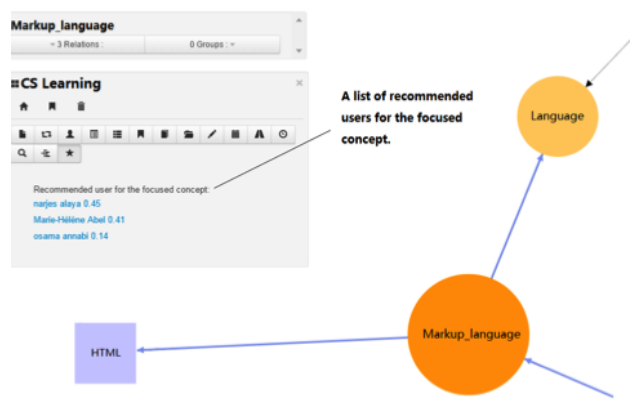 Markup_language
3 Relations :
0 Groups :
CS Learning
Recommended user for the focused concept:
narjes alaya 0.45
Marie-Hélène Abel 0.41
osama annabi 0.14
A list of recommended
users for the focused
concept.
Language
Markup_language
HTML